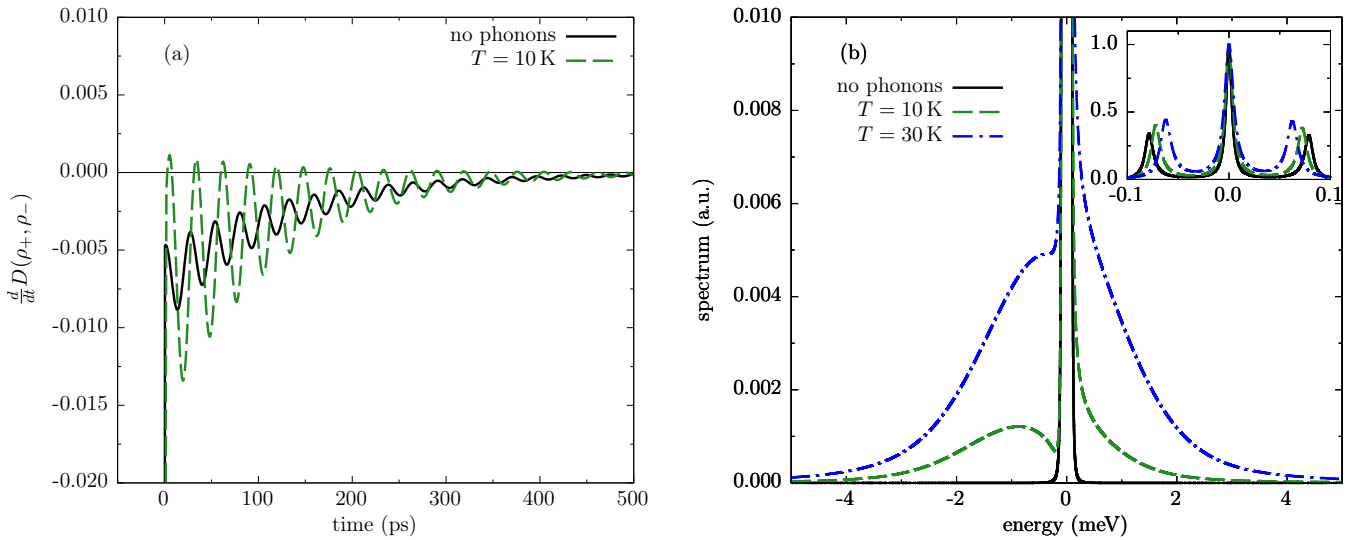 (a)
no phonons
T = 10 K
0.010
0.005
0.000
-0.005
-0.010
-0.015
-0.020
d/dt D(ρ+, ρ−)
0
100
200
300
400
500
time (ps)
(b)
no phonons
T = 10 K
T = 30 K
0.010
0.008
0.006
0.004
0.002
0.000
spectrum (a.u.)
-4
-2
0
2
4
energy (meV)
1.0
0.5
0.0
-0.1
0.0
0.1